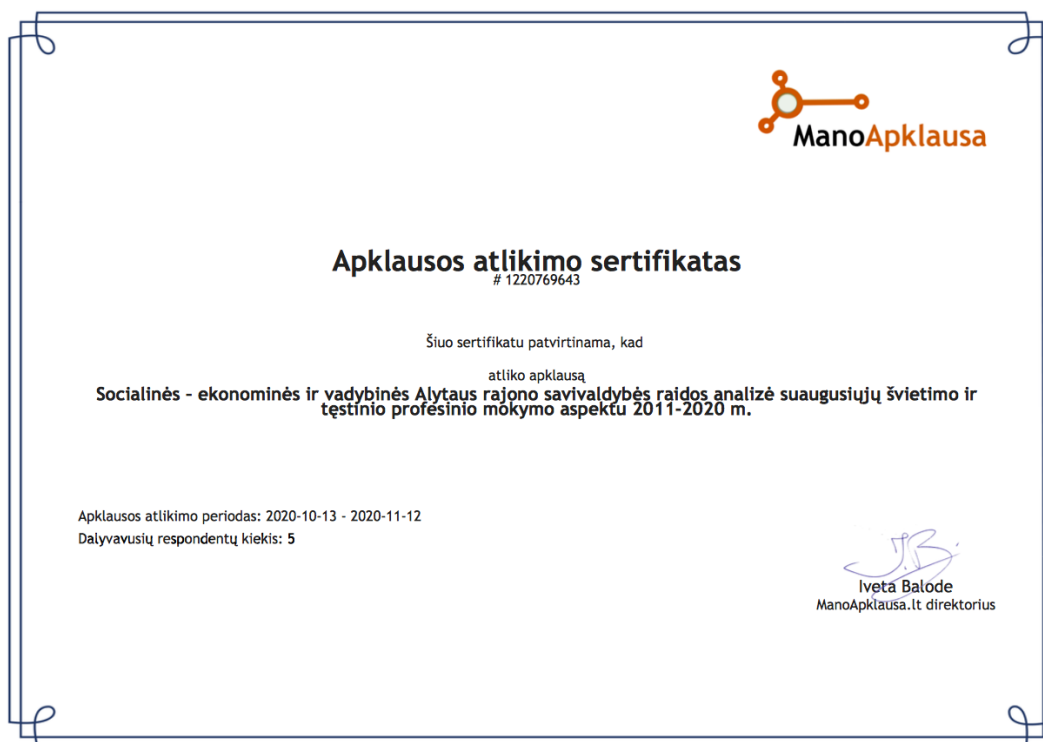 ManoApklausa
Apklausos atlikimo sertifikatas
# 1220769643
Šiuo sertifikatu patvirtinama, kad
atliko apklausą
Socialinės - ekonominės ir vadybinės Alytaus rajono savivaldybės raidos analizė suaugusiųjų švietimo ir
tęstinio profesinio mokymo aspektu 2011-2020 m.
Apklausos atlikimo periodas: 2020-10-13 - 2020-11-12
Dalyvavusių respondentų kiekis: 5
J.B.
Iveta Balode
ManoApklausa.lt direktorius